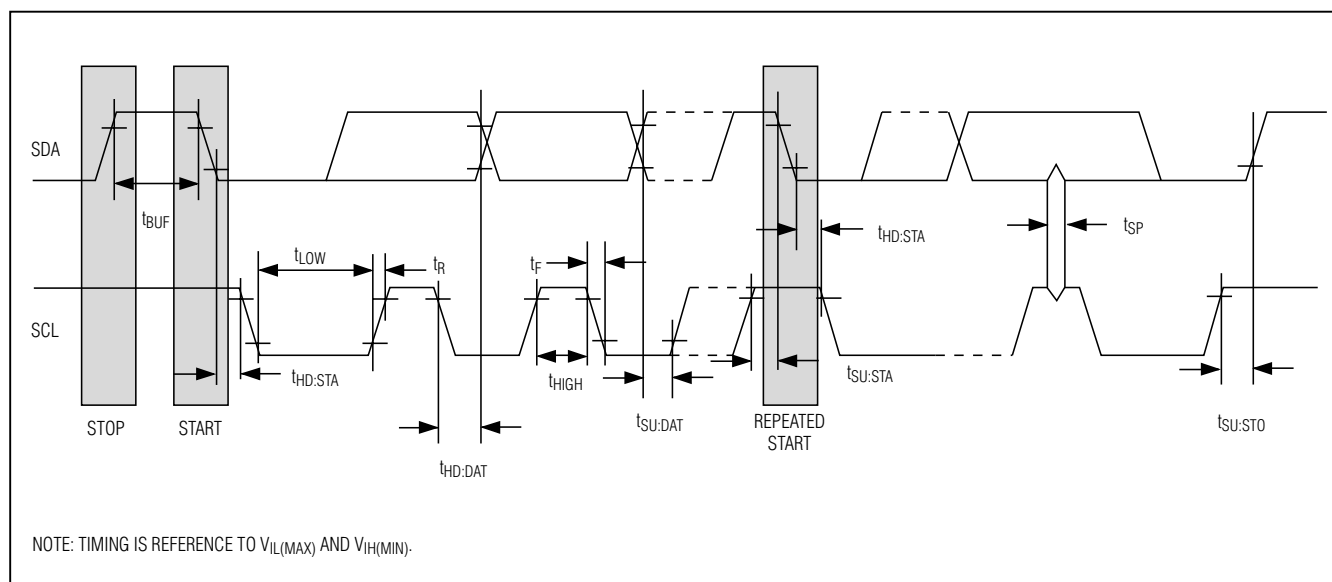 SDA
tBUF
tLOW
tR
tF
tHD:STA
tSP
SCL
tHD:STA
tHIGH
tSU:STA
tSU:DAT
tSU:STO
STOP
START
REPEATED
START
tHD:DAT
NOTE: TIMING IS REFERENCE TO VIL(MAX) AND VIH(MIN).